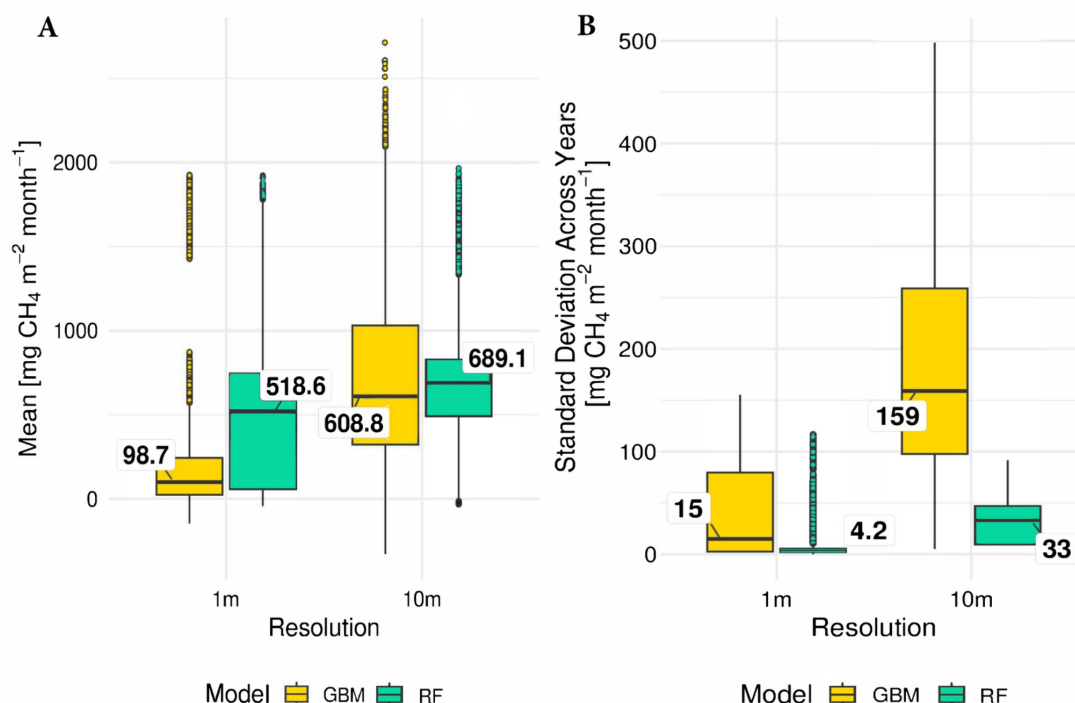 A
Mean [mg CH₄ m⁻² month⁻¹]
2000
1000
0
98.7
518.6
608.8
689.1
1m
10m
Resolution
Model GBM RF
B
Standard Deviation Across Years
[mg CH₄ m⁻² month⁻¹]
500
400
300
200
100
0
15
4.2
159
33
1m
10m
Resolution
Model GBM RF